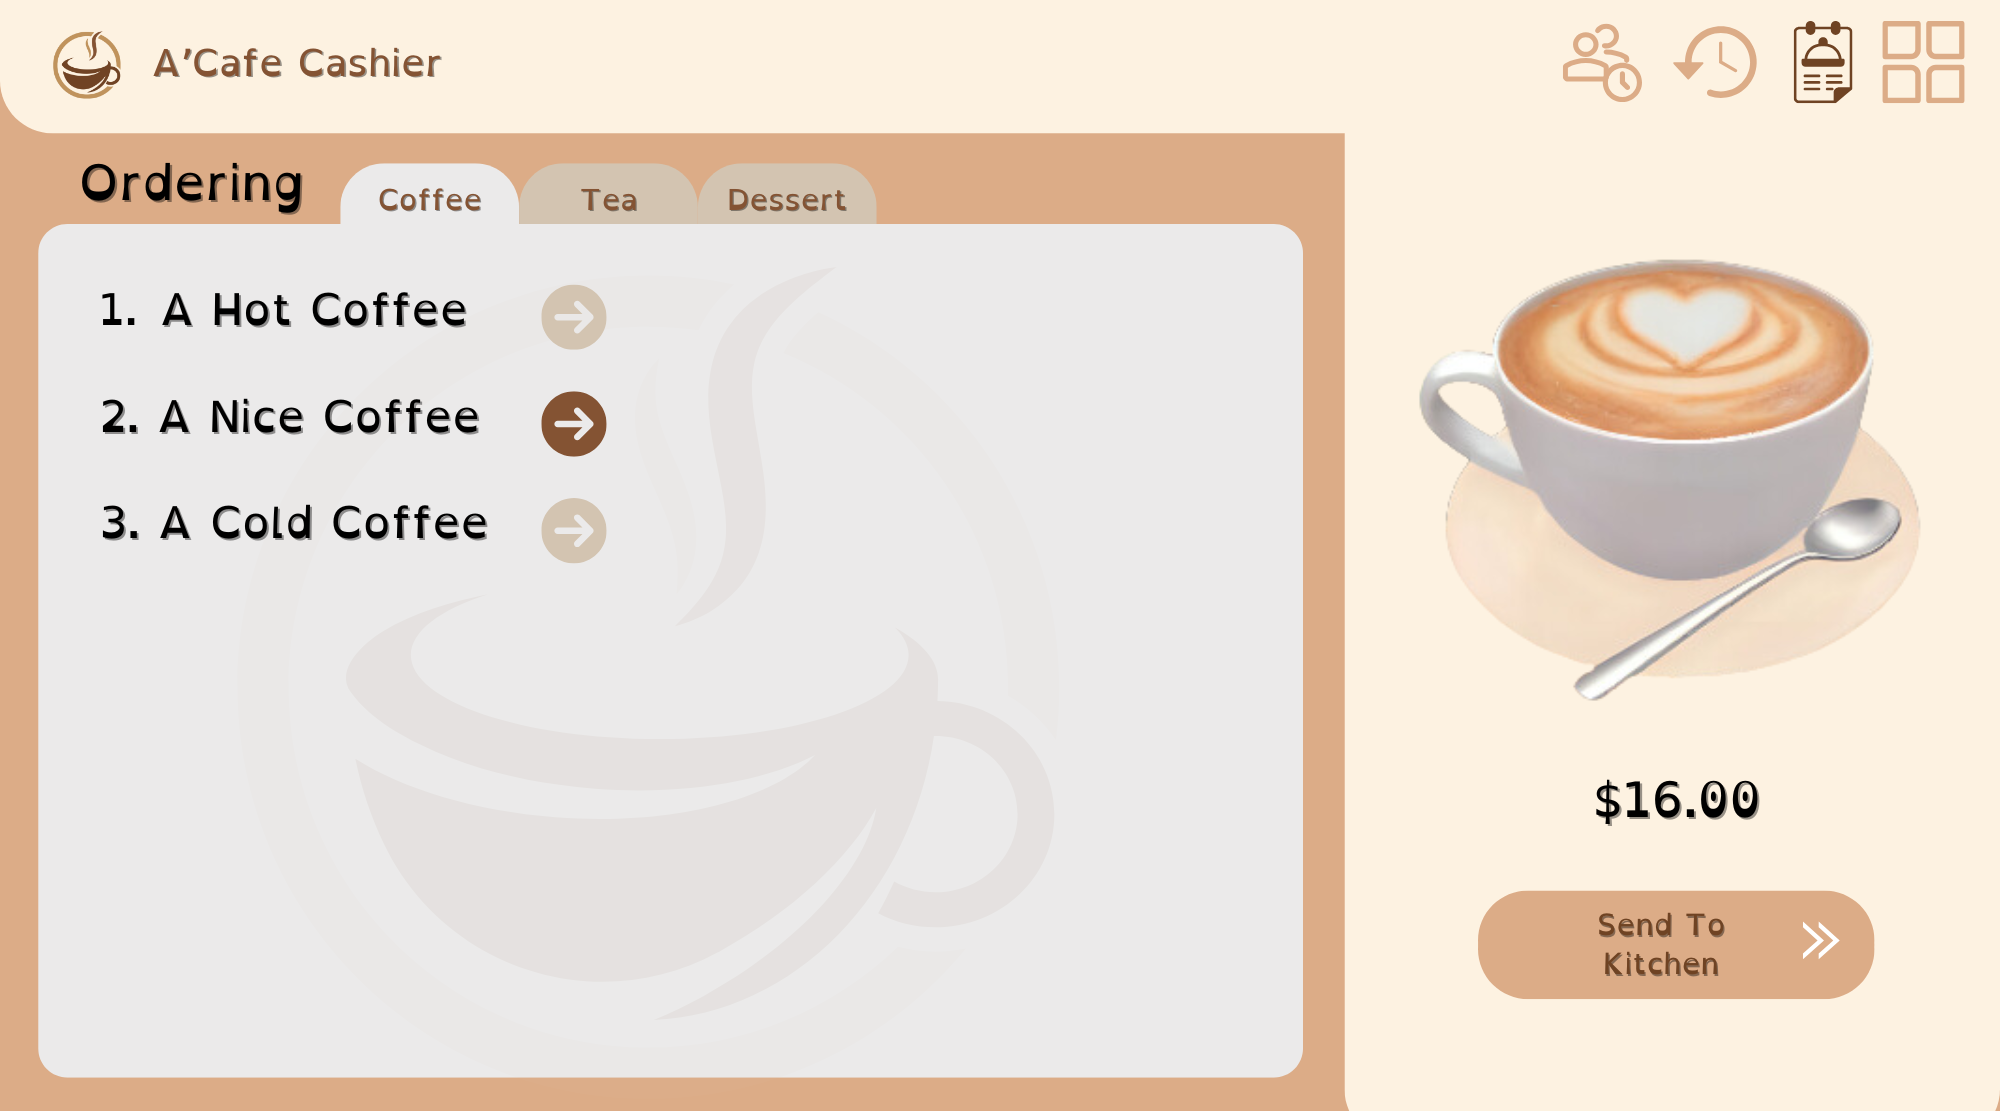 A'Cafe Cashier
Ordering
Coffee
Tea
Dessert
1. A Hot Coffee
2. A Nice Coffee
3. A Cold Coffee
$16.00
Send To
Kitchen